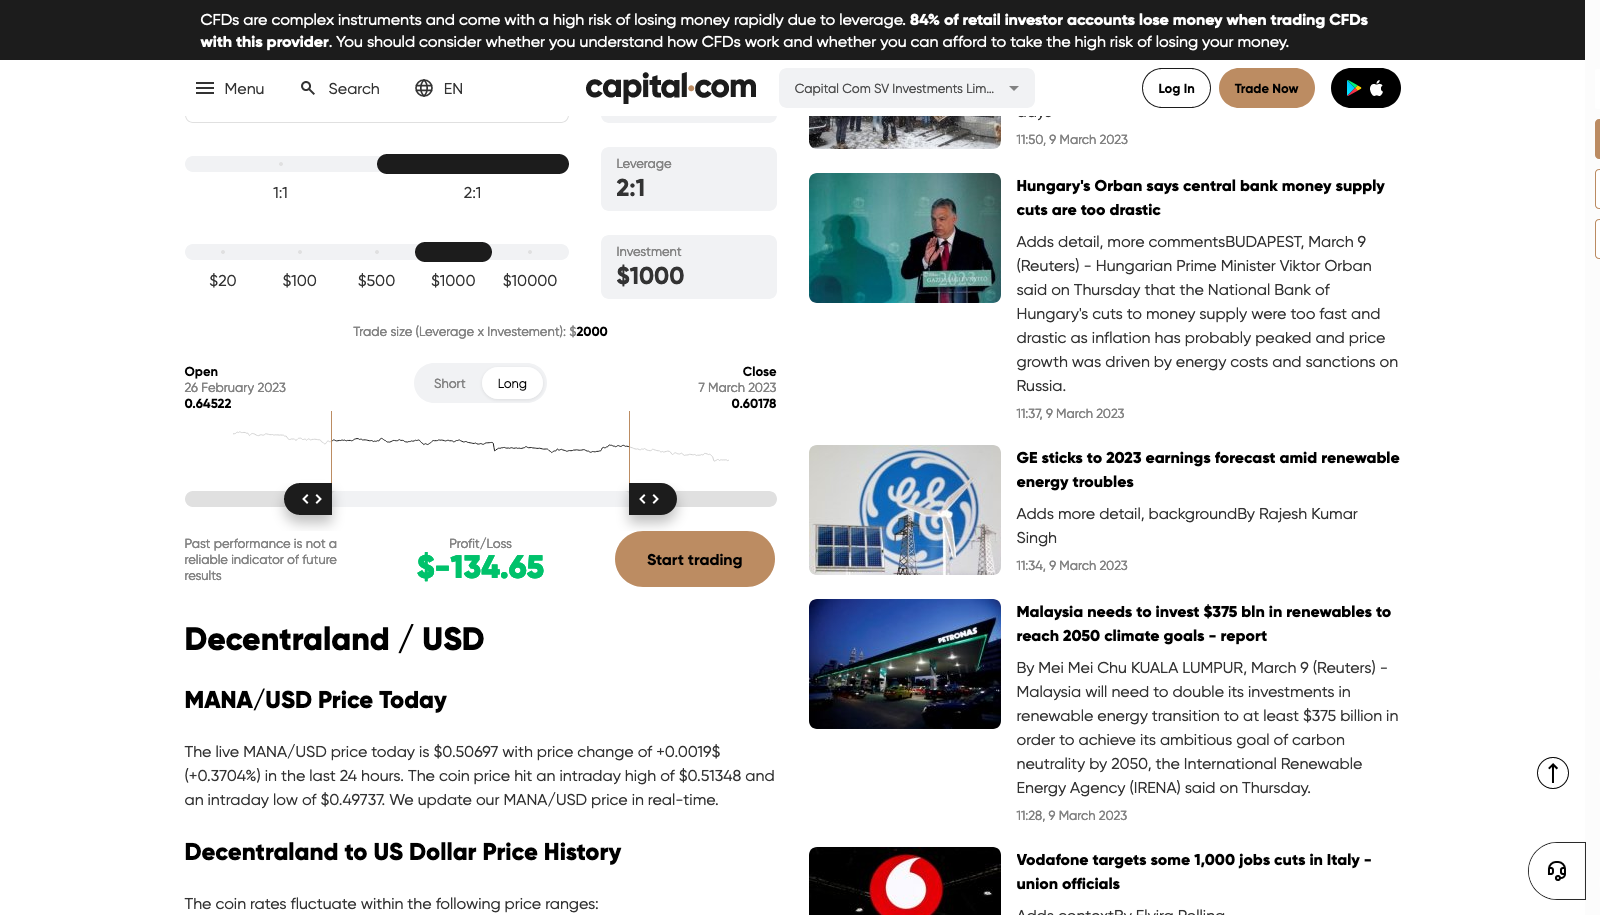 CFDs are complex instruments and come with a high risk of losing money rapidly due to leverage. 84% of retail investor accounts lose money when trading CFDs
with this provider. You should consider whether you understand how CFDs work and whether you can afford to take the high risk of losing your money.
Menu
Search
EN
capital.com
Capital Com SV Investments Lim...
Log In
Trade Now
1:1
2:1
Leverage
2:1
$20
$100
$500
$1000
$10000
Investment
$1000
Trade size (Leverage x Investement): $2000
Open
26 February 2023
0.64522
Short
Long
Close
7 March 2023
0.60178
Past performance is not a
reliable indicator of future
results
Profit/Loss
$-134.65
Start trading
Decentraland / USD
MANA/USD Price Today
The live MANA/USD price today is $0.50697 with price change of +0.0019$
(+0.3704%) in the last 24 hours. The coin price hit an intraday high of $0.51348 and
an intraday low of $0.49737. We update our MANA/USD price in real-time.
Decentraland to US Dollar Price History
The coin rates fluctuate within the following price ranges:
11:50, 9 March 2023
Hungary's Orban says central bank money supply
cuts are too drastic
Adds detail, more commentsBUDAPEST, March 9
(Reuters) - Hungarian Prime Minister Viktor Orban
said on Thursday that the National Bank of
Hungary's cuts to money supply were too fast and
drastic as inflation has probably peaked and price
growth was driven by energy costs and sanctions on
Russia.
11:37, 9 March 2023
GE sticks to 2023 earnings forecast amid renewable
energy troubles
Adds more detail, backgroundBy Rajesh Kumar
Singh
11:34, 9 March 2023
PETRONAS
Malaysia needs to invest $375 bln in renewables to
reach 2050 climate goals - report
By Mei Mei Chu KUALA LUMPUR, March 9 (Reuters) -
Malaysia will need to double its investments in
renewable energy transition to at least $375 billion in
order to achieve its ambitious goal of carbon
neutrality by 2050, the International Renewable
Energy Agency (IRENA) said on Thursday.
11:28, 9 March 2023
Vodafone targets some 1,000 jobs cuts in Italy -
union officials